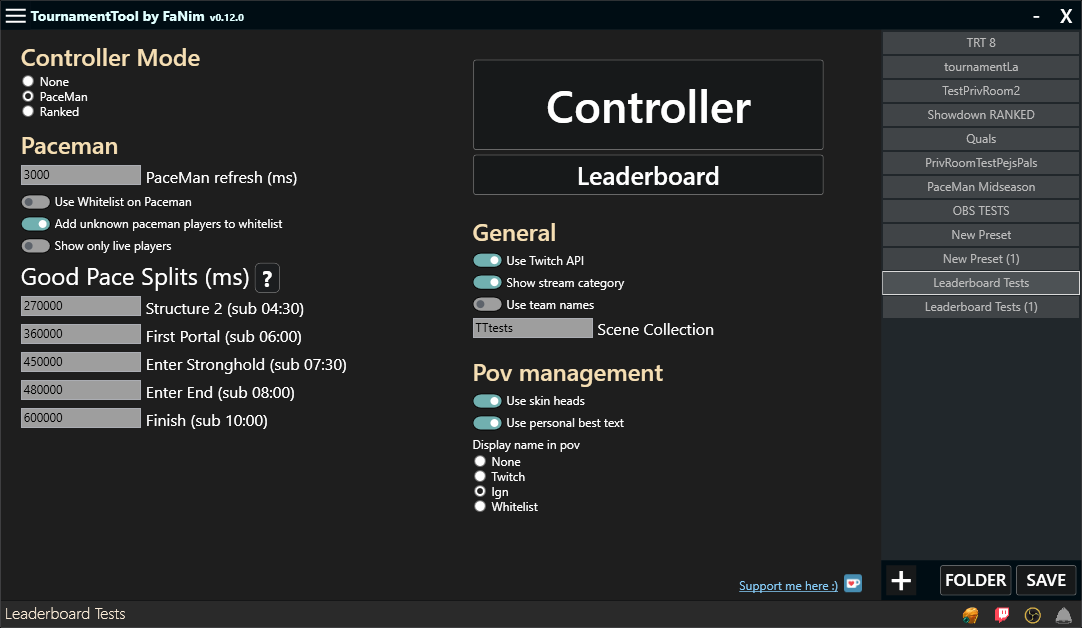 TournamentTool by FaNim v0.12.0
- X
Controller Mode
None
PaceMan
Ranked
Paceman
3000 PaceMan refresh (ms)
Use Whitelist on Paceman
Add unknown paceman players to whitelist
Show only live players
Good Pace Splits (ms) ?
270000 Structure 2 (sub 04:30)
360000 First Portal (sub 06:00)
450000 Enter Stronghold (sub 07:30)
480000 Enter End (sub 08:00)
600000 Finish (sub 10:00)
Controller
Leaderboard
General
Use Twitch API
Show stream category
Use team names
TTtests Scene Collection
Pov management
Use skin heads
Use personal best text
Display name in pov
None
Twitch
Ign
Whitelist
Support me here :)
TRT 8
tournamentLa
TestPrivRoom2
Showdown RANKED
Quals
PrivRoomTestPejsPals
PaceMan Midseason
OBS TESTS
New Preset
New Preset (1)
Leaderboard Tests
Leaderboard Tests (1)
+ FOLDER SAVE
Leaderboard Tests